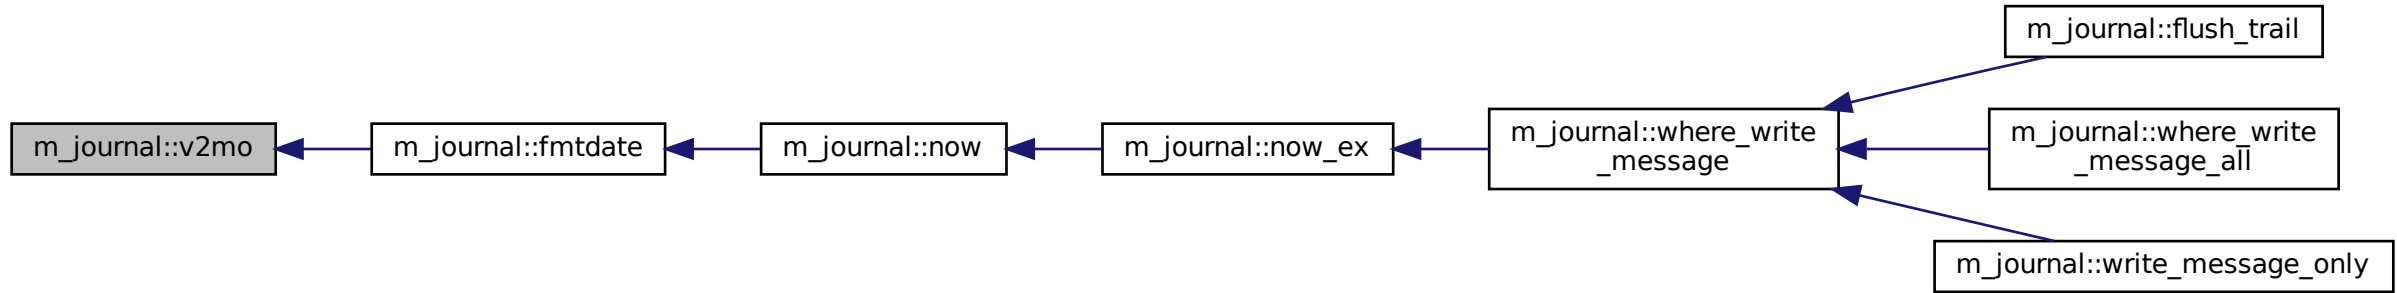 m_journal::v2mo
m_journal::fmtdate
m_journal::now
m_journal::now_ex
m_journal::where_write
_message
m_journal::flush_trail
m_journal::where_write
_message_all
m_journal::write_message_only